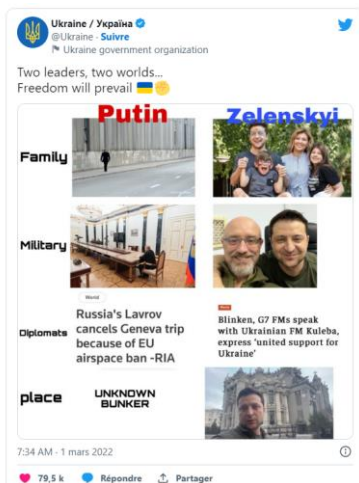 Ukraine / Україна
@Ukraine · Suivre
Ukraine government organization
Two leaders, two worlds...
Freedom will prevail
Putin
Zelenskyi
Family
Military
Diplomats
World
Russia's Lavrov
cancels Geneva trip
because of EU
airspace ban -RIA
Blinken, G7 FMs speak
with Ukrainian FM Kuleba,
express 'united support for
Ukraine'
place
UNKNOWN
BUNKER
7:34 AM · 1 mars 2022
79,5 k
Répondre
Partager